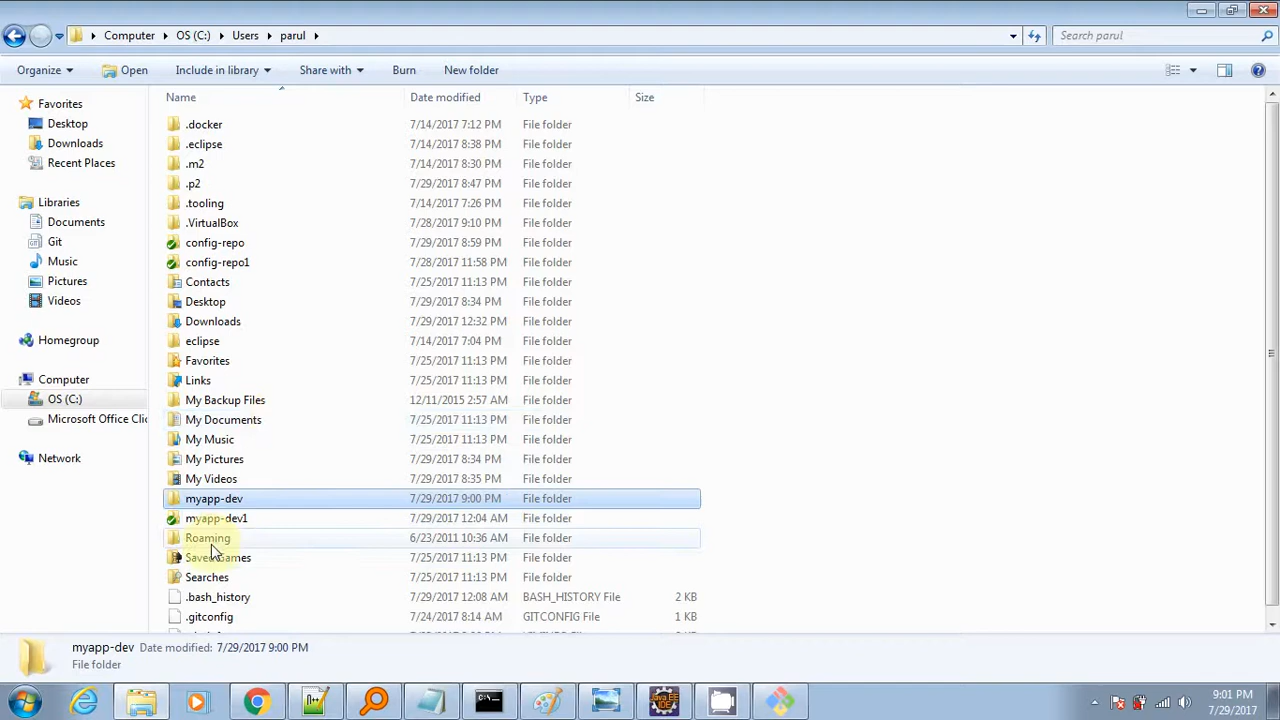 Computer OS (C:) Users parul
Search parul
Organize Open Include in library Share with Burn New folder
Name Date modified Type Size
Favorites
Desktop
Downloads
Recent Places
Libraries
Documents
Git
Music
Pictures
Videos
Homegroup
Computer
OS (C:)
Microsoft Office Clic
Network
.docker 7/14/2017 7:12 PM File folder
.eclipse 7/14/2017 8:38 PM File folder
.m2 7/14/2017 8:30 PM File folder
.p2 7/29/2017 8:47 PM File folder
.tooling 7/14/2017 7:26 PM File folder
.VirtualBox 7/28/2017 9:10 PM File folder
config-repo 7/29/2017 8:59 PM File folder
config-repo1 7/28/2017 11:58 PM File folder
Contacts 7/25/2017 11:13 PM File folder
Desktop 7/29/2017 8:34 PM File folder
Downloads 7/29/2017 12:32 PM File folder
eclipse 7/14/2017 7:04 PM File folder
Favorites 7/25/2017 11:13 PM File folder
Links 7/25/2017 11:13 PM File folder
My Backup Files 12/11/2015 2:57 AM File folder
My Documents 7/25/2017 11:13 PM File folder
My Music 7/25/2017 11:13 PM File folder
My Pictures 7/29/2017 8:34 PM File folder
My Videos 7/29/2017 8:35 PM File folder
myapp-dev 7/29/2017 9:00 PM File folder
myapp-dev1 7/29/2017 12:04 AM File folder
Roaming 6/23/2011 10:36 AM File folder
Saved Games 7/25/2017 11:13 PM File folder
Searches 7/25/2017 11:13 PM File folder
.bash_history 7/29/2017 12:08 AM BASH_HISTORY File 2 KB
.gitconfig 7/24/2017 8:14 AM GITCONFIG File 1 KB
myapp-dev Date modified: 7/29/2017 9:00 PM
File folder
Java EE
IDE
9:01 PM
7/29/2017